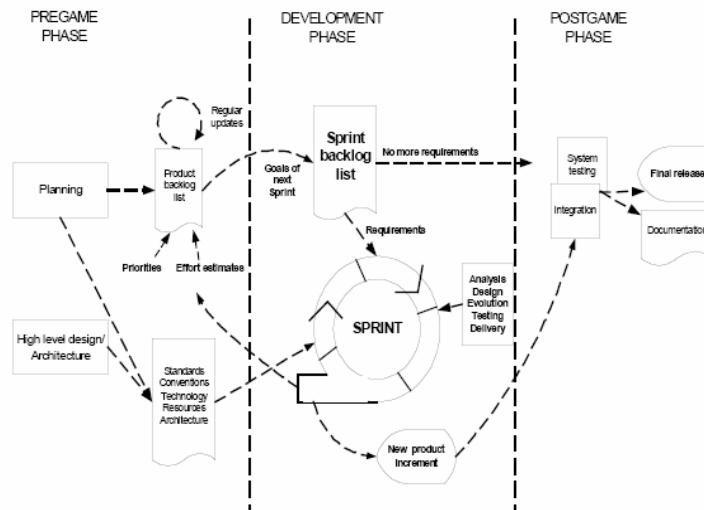 PREGAME
PHASE
DEVELOPMENT
PHASE
POSTGAME
PHASE
Regular
updates
Planning
Product
backlog
list
Goals of
next
Sprint
Sprint
backlog
list
No more requirements
System
testing
Final release
Integration
Documentation
Requirements
Priorities
Effort estimates
Analysis
Design
Evolution
Testing
Delivery
SPRINT
High level design/
Architecture
Standards
Conventions
Technology
Resources
Architecture
New product
increment